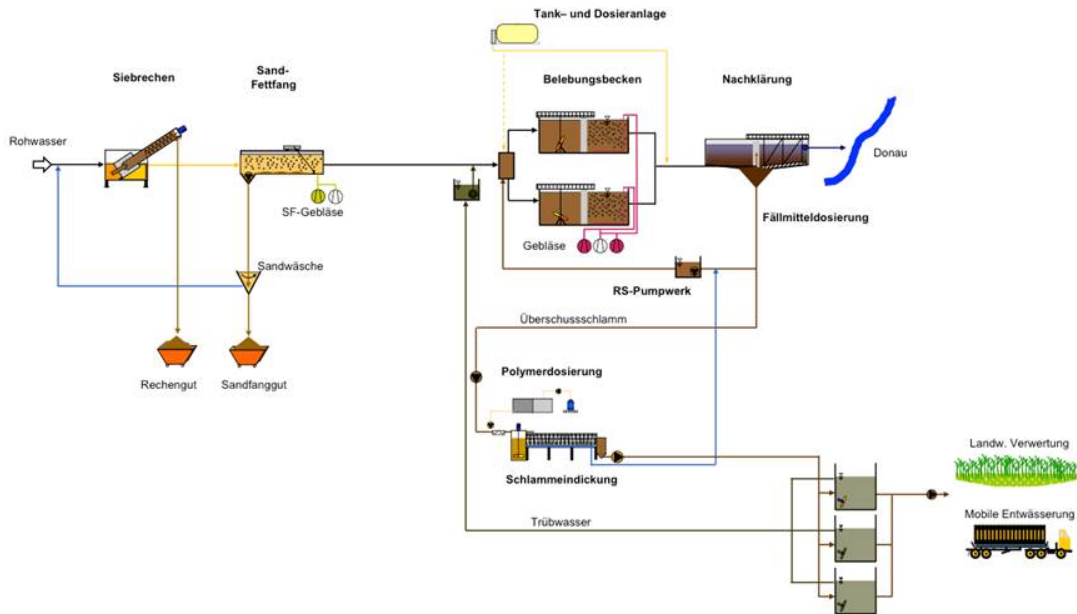 Tank– und Dosieranlage
Siebrechen
Sand-
Fettfang
Belebungsbecken
Nachklärung
Rohwasser
Donau
SF-Gebläse
Fällmitteldosierung
Gebläse
Sandwäsche
RS-Pumpwerk
Überschussschlamm
Polymerdosierung
Rechengut
Sandfanggut
Landw. Verwertung
Schlammeindickung
Mobile Entwässerung
Trübwasser